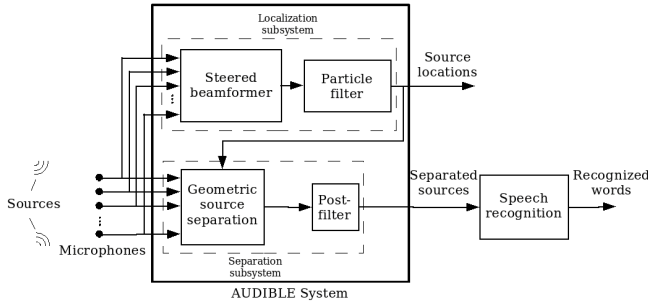 Localization
subsystem
Steered
beamformer
Particle
filter
Source
locations
Sources
Microphones
Geometric
source
separation
Post-
filter
Separated
sources
Speech
recognition
Recognized
words
Separation
subsystem
AUDIBLE System